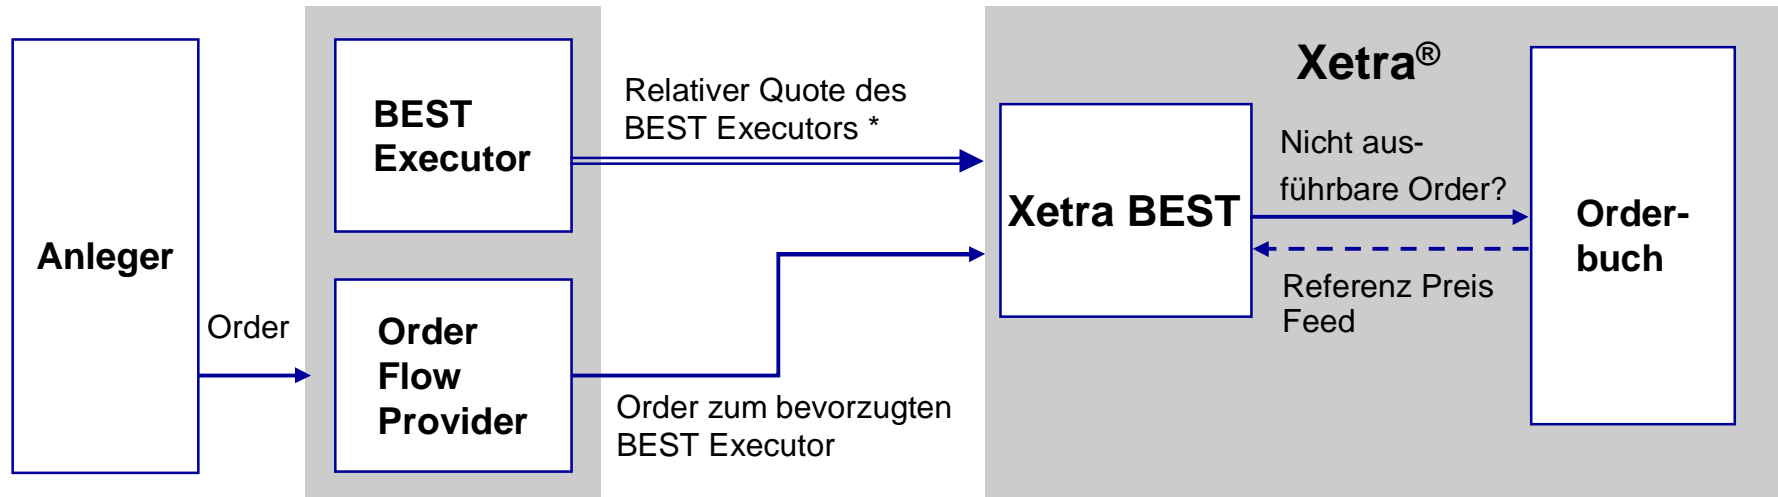 Anleger
Order
BEST
Executor
Order
Flow
Provider
Relativer Quote des
BEST Executors *
Order zum bevorzugten
BEST Executor
Xetra®
Xetra BEST
Nicht aus-
führbare Order?
Referenz Preis
Feed
Order-
buch